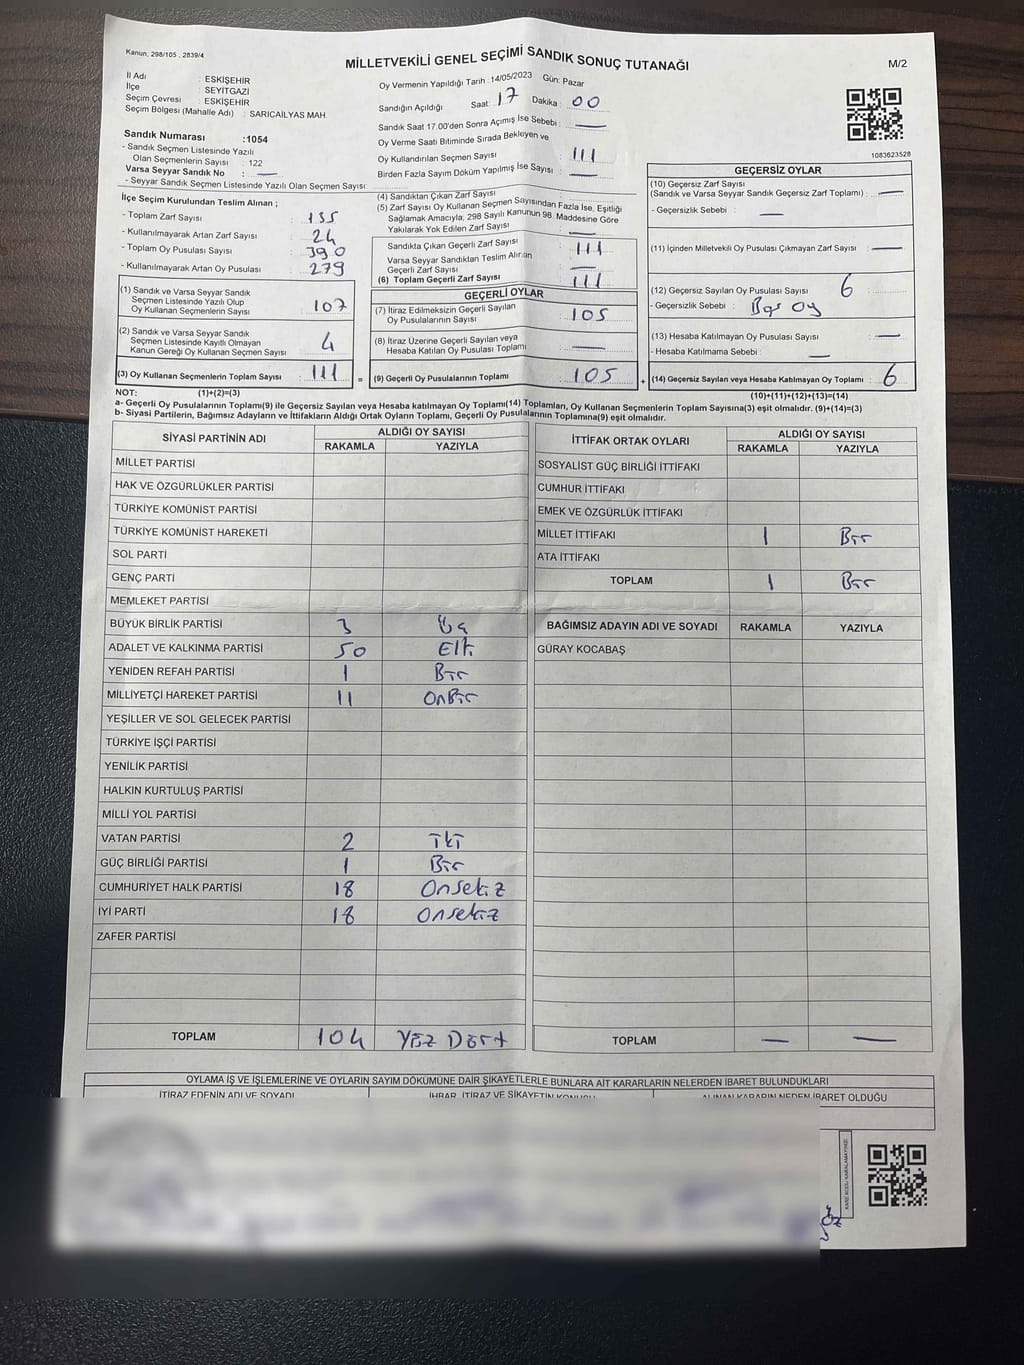 Kanun, 298/105 , 2839/4
MİLLETVEKİLİ GENEL SEÇİMİ SANDIK SONUÇ TUTANAĞI
M/2
İl Adı : ESKİŞEHİR
İlçe : SEYİTGAZİ
Seçim Çevresi : ESKİŞEHİR
Seçim Bölgesi (Mahalle Adı) : SARICAİLYAS MAH.
Sandık Numarası :1054
- Sandık Seçmen Listesinde Yazılı
Olan Seçmenlerin Sayısı : 122
Varsa Seyyar Sandık No : —
- Seyyar Sandık Seçmen Listesinde Yazılı Olan Seçmen Sayısı:
Oy Vermenin Yapıldığı Tarih : 14/05/2023 Gün: Pazar
Sandığın Açıldığı Saat : 17 Dakika : 00
Sandık Saat 17.00'den Sonra Açımış İse Sebebi : —
Oy Verme Saati Bitiminde Sırada Bekleyen ve
Oy Kullandırılan Seçmen Sayısı : 111
Birden Fazla Sayım Döküm Yapılmış İse Sayısı : —
1083623528
İlçe Seçim Kurulundan Teslim Alınan ;
- Toplam Zarf Sayısı : 135
- Kullanılmayarak Artan Zarf Sayısı : 24
- Toplam Oy Pusulası Sayısı : 390
- Kullanılmayarak Artan Oy Pusulası : 279
(1) Sandık ve Varsa Seyyar Sandık
Seçmen Listesinde Yazılı Olup
Oy Kullanan Seçmen Sayısı : 107
(2) Sandık ve Varsa Seyyar Sandık
Seçmen Listesinde Kayıtlı Olmayan
Kanun Gereği Oy Kullanan Seçmen Sayısı : 4
(3) Oy Kullanan Seçmenlerin Toplam Sayısı : 111 =
(4) Sandıktan Çıkan Zarf Sayısı
(5) Zarf Sayısı Oy Kullanan Seçmen Sayısından Fazla İse, Eşitliği
Sağlamak Amacıyla; 298 Sayılı Kanunun 98. Maddesine Göre
Yakılarak Yok Edilen Zarf Sayısı : —
Sandıkta Çıkan Geçerli Zarf Sayısı : 111
Varsa Seyyar Sandıktan Teslim Alınan
Geçerli Zarf Sayısı : —
(6) Toplam Geçerli Zarf Sayısı : 111
GEÇERLİ OYLAR
(7) İtiraz Edilmeksizin Geçerli Sayılan
Oy Pusulalarının Sayısı : 105
(8) İtiraz Üzerine Geçerli Sayılan veya
Hesaba Katılan Oy Pusulası Toplamı : —
(9) Geçerli Oy Pusulalarının Toplamı : 105 +
GEÇERSİZ OYLAR
(10) Geçersiz Zarf Sayısı
(Sandık ve Varsa Seyyar Sandık Geçersiz Zarf Toplamı) : —
- Geçersizlik Sebebi : —
(11) İçinden Milletvekili Oy Pusulası Çıkmayan Zarf Sayısı : —
(12) Geçersiz Sayılan Oy Pusulası Sayısı : 6
- Geçersizlik Sebebi : Boş oy
(13) Hesaba Katılmayan Oy Pusulası Sayısı : —
- Hesaba Katılmama Sebebi : —
(14) Geçersiz Sayılan veya Hesaba Katılmayan Oy Toplamı : 6
NOT: (1)+(2)=(3)
(10)+(11)+(12)+(13)=(14)
a- Geçerli Oy Pusulalarının Toplamı(9) ile Geçersiz Sayılan veya Hesaba katılmayan Oy Toplamı(14) Toplamları, Oy Kullanan Seçmenlerin Toplam Sayısına(3) eşit olmalıdır. (9)+(14)=(3)
b- Siyasi Partilerin, Bağımsız Adayların ve İttifakların Aldığı Ortak Oyların Toplamı, Geçerli Oy Pusulalarının Toplamına(9) eşit olmalıdır.
SİYASİ PARTİNİN ADI ALDIĞI OY SAYISI
RAKAMLA YAZIYLA
MİLLET PARTİSİ
HAK VE ÖZGÜRLÜKLER PARTİSİ
TÜRKİYE KOMÜNİST PARTİSİ
TÜRKİYE KOMÜNİST HAREKETİ
SOL PARTİ
GENÇ PARTİ
MEMLEKET PARTİSİ
BÜYÜK BİRLİK PARTİSİ 3 Üç
ADALET VE KALKINMA PARTİSİ 50 Elli
YENİDEN REFAH PARTİSİ 1 Bir
MİLLİYETÇİ HAREKET PARTİSİ 11 OnBir
YEŞİLLER VE SOL GELECEK PARTİSİ
TÜRKİYE İŞÇİ PARTİSİ
YENİLİK PARTİSİ
HALKIN KURTULUŞ PARTİSİ
MİLLİ YOL PARTİSİ
VATAN PARTİSİ 2 İki
GÜÇ BİRLİĞİ PARTİSİ 1 Bir
CUMHURİYET HALK PARTİSİ 18 Onsekiz
İYİ PARTİ 18 Onsekiz
ZAFER PARTİSİ
TOPLAM 104 Yüz Dört
İTTİFAK ORTAK OYLARI ALDIĞI OY SAYISI
RAKAMLA YAZIYLA
SOSYALİST GÜÇ BİRLİĞİ İTTİFAKI
CUMHUR İTTİFAKI
EMEK VE ÖZGÜRLÜK İTTİFAKI
MİLLET İTTİFAKI 1 Bir
ATA İTTİFAKI
TOPLAM 1 Bir
BAĞIMSIZ ADAYIN ADI VE SOYADI RAKAMLA YAZIYLA
GÜRAY KOCABAŞ
TOPLAM — —
OYLAMA İŞ VE İŞLEMLERİNE VE OYLARIN SAYIM DÖKÜMÜNE DAİR ŞİKAYETLERLE BUNLARA AİT KARARLARIN NELERDEN İBARET BULUNDUKLARI
İTİRAZ EDENİN ADI VE SOYADI İHBAR, İTİRAZ VE ŞİKAYETİN KONUSU ALINAN KARARIN NEDEN İBARET OLDUĞU